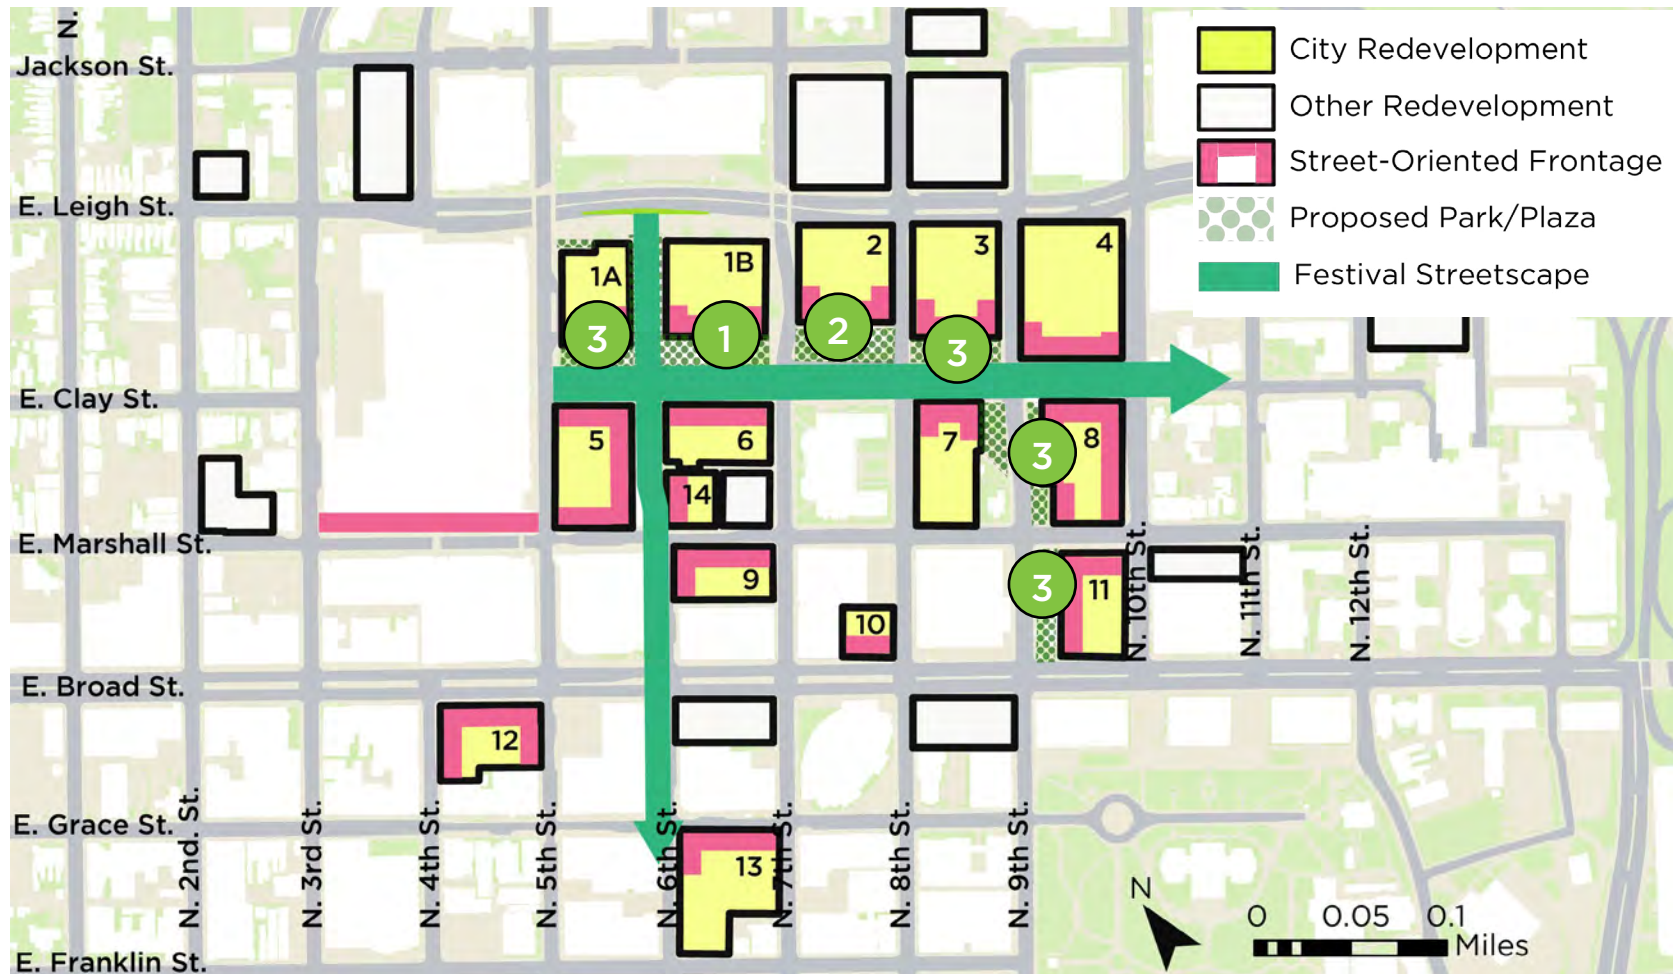 N.
Jackson St.
E. Leigh St.
E. Clay St.
E. Marshall St.
E. Broad St.
E. Grace St.
E. Franklin St.
City Redevelopment
Other Redevelopment
Street-Oriented Frontage
Proposed Park/Plaza
Festival Streetscape
1A
1B
2
3
4
3
1
2
3
5
6
7
3
8
14
9
3
11
10
12
13
N. 2nd. St.
N. 3rd St.
N. 4th St.
N. 5th St.
N. 6th St.
N. 7th St.
N. 8th St.
N. 9th St.
N. 10th St.
N. 11th St.
N. 12th St.
N
0 0.05 0.1
Miles